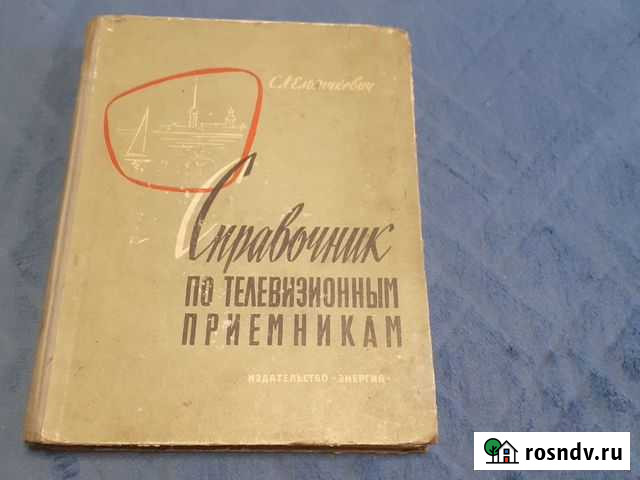 С. А. Ельяшкевич
Справочник
ПО ТЕЛЕВИЗИОННЫМ
ПРИЕМНИКАМ
ИЗДАТЕЛЬСТВО «ЭНЕРГИЯ»
rosndv.ru